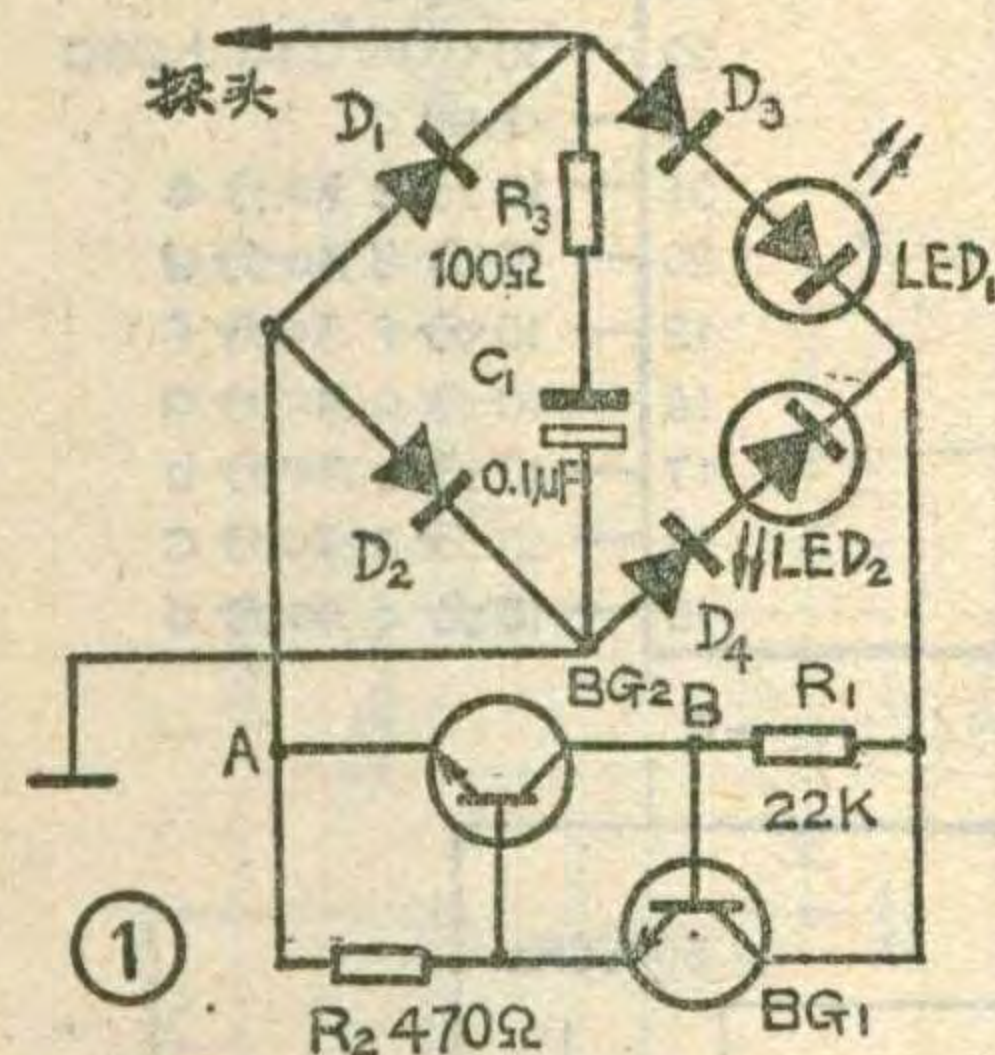 探头
D₁
D₃
R₃
100Ω
LED₁
C₁
0.1μF
D₂
LED₂
D₄
BG2
B
R₁
A
22K
①
R₂ 470Ω
BG1